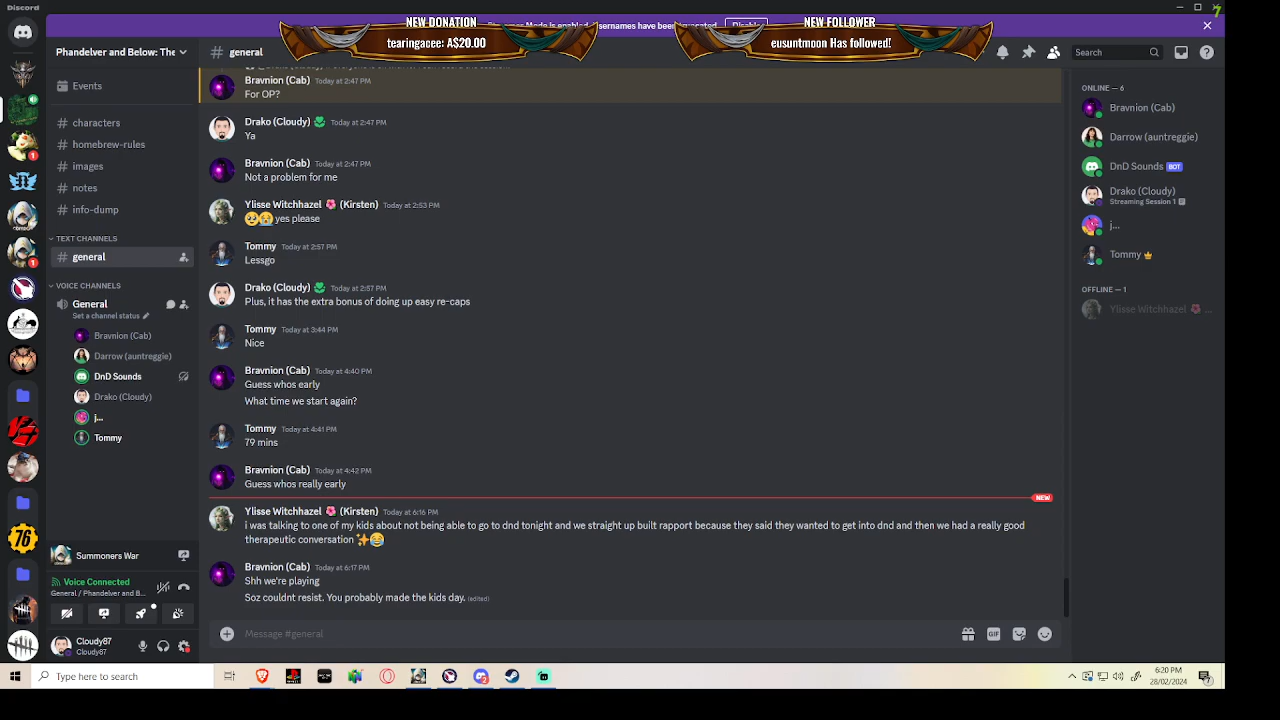 Discord
NEW DONATION
tearingacee: A$20.00
NEW FOLLOWER
eusuntmoon Has followed!
Phandelver and Below: The
general
Search
Events
characters
homebrew-rules
images
notes
info-dump
TEXT CHANNELS
general
VOICE CHANNELS
General
Set a channel status
Bravnion (Cab)
Darrow (auntreggie)
DnD Sounds
Drako (Cloudy)
j...
Tommy
Summoners War
Voice Connected
General / Phandelver and B...
Cloudy87
Cloudy87
Bravnion (Cab) Today at 2:47 PM
For OP?
Drako (Cloudy) Today at 2:47 PM
Ya
Bravnion (Cab) Today at 2:47 PM
Not a problem for me
Ylisse Witchhazel 🌸 (Kirsten) Today at 2:53 PM
🥹😭 yes please
Tommy Today at 2:57 PM
Lessgo
Drako (Cloudy) Today at 2:57 PM
Plus, it has the extra bonus of doing up easy re-caps
Tommy Today at 3:44 PM
Nice
Bravnion (Cab) Today at 4:40 PM
Guess whos early
What time we start again?
Tommy Today at 4:41 PM
79 mins
Bravnion (Cab) Today at 4:42 PM
Guess whos really early
NEW
Ylisse Witchhazel 🌸 (Kirsten) Today at 6:16 PM
i was talking to one of my kids about not being able to go to dnd tonight and we straight up built rapport because they said they wanted to get into dnd and then we had a really good
therapeutic conversation ✨😂
Bravnion (Cab) Today at 6:17 PM
Shh we're playing
Soz couldnt resist. You probably made the kids day. (edited)
Message #general
GIF
ONLINE — 6
Bravnion (Cab)
Darrow (auntreggie)
DnD Sounds BOT
Drako (Cloudy)
Streaming Session 1
j...
Tommy
OFFLINE — 1
Ylisse Witchhazel 🌸 ...
Type here to search
6:20 PM
28/02/2024